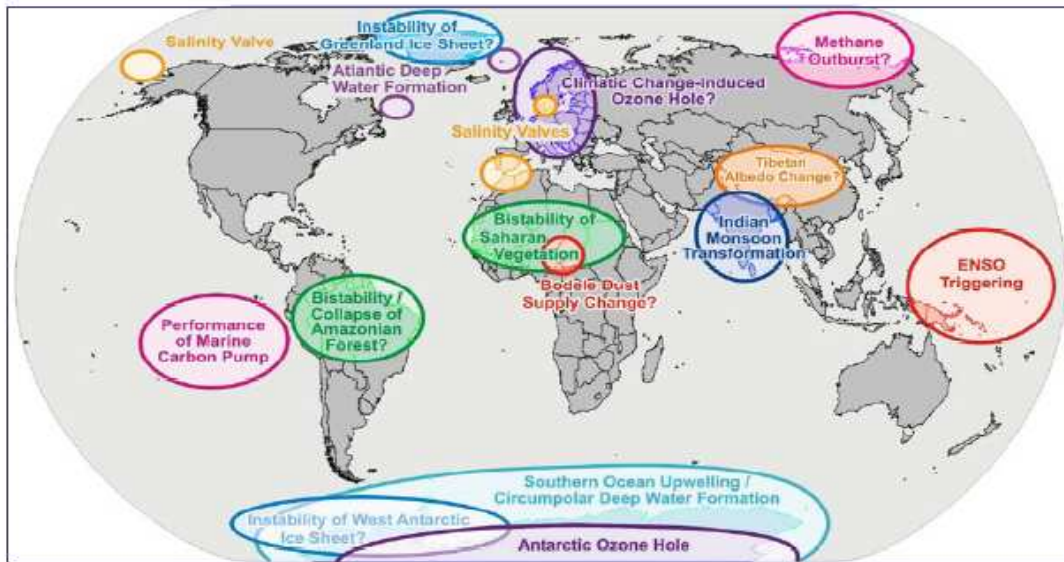 Salinity Valve
Instability of
Greenland Ice Sheet?
Atlantic Deep
Water Formation
Climatic Change-Induced
Ozone Hole?
Methane
Outburst?
Salinity Valves
Tibetan
Albedo Change?
Bistability of
Saharan
Vegetation
Indian
Monsoon
Transformation
Bodele Dust
Supply Change?
ENSO
Triggering
Performance
of Marine
Carbon Pump
Bistability /
Collapse of
Amazonian
Forest?
Southern Ocean Upwelling /
Circumpolar Deep Water Formation
Instability of West Antarctic
Ice Sheet?
Antarctic Ozone Hole